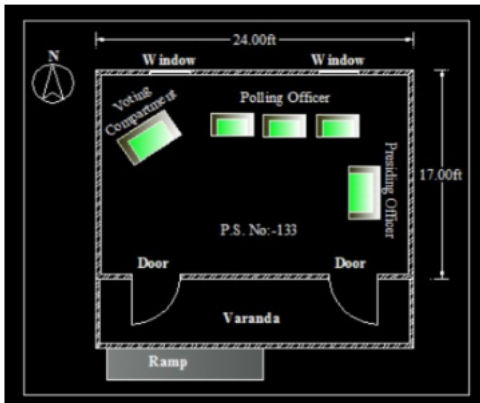 24.00ft
N
Window
Window
Voting
Compartment
Polling Officer
Presiding Officer
17.00ft
P.S. No:-133
Door
Door
Varanda
Ramp